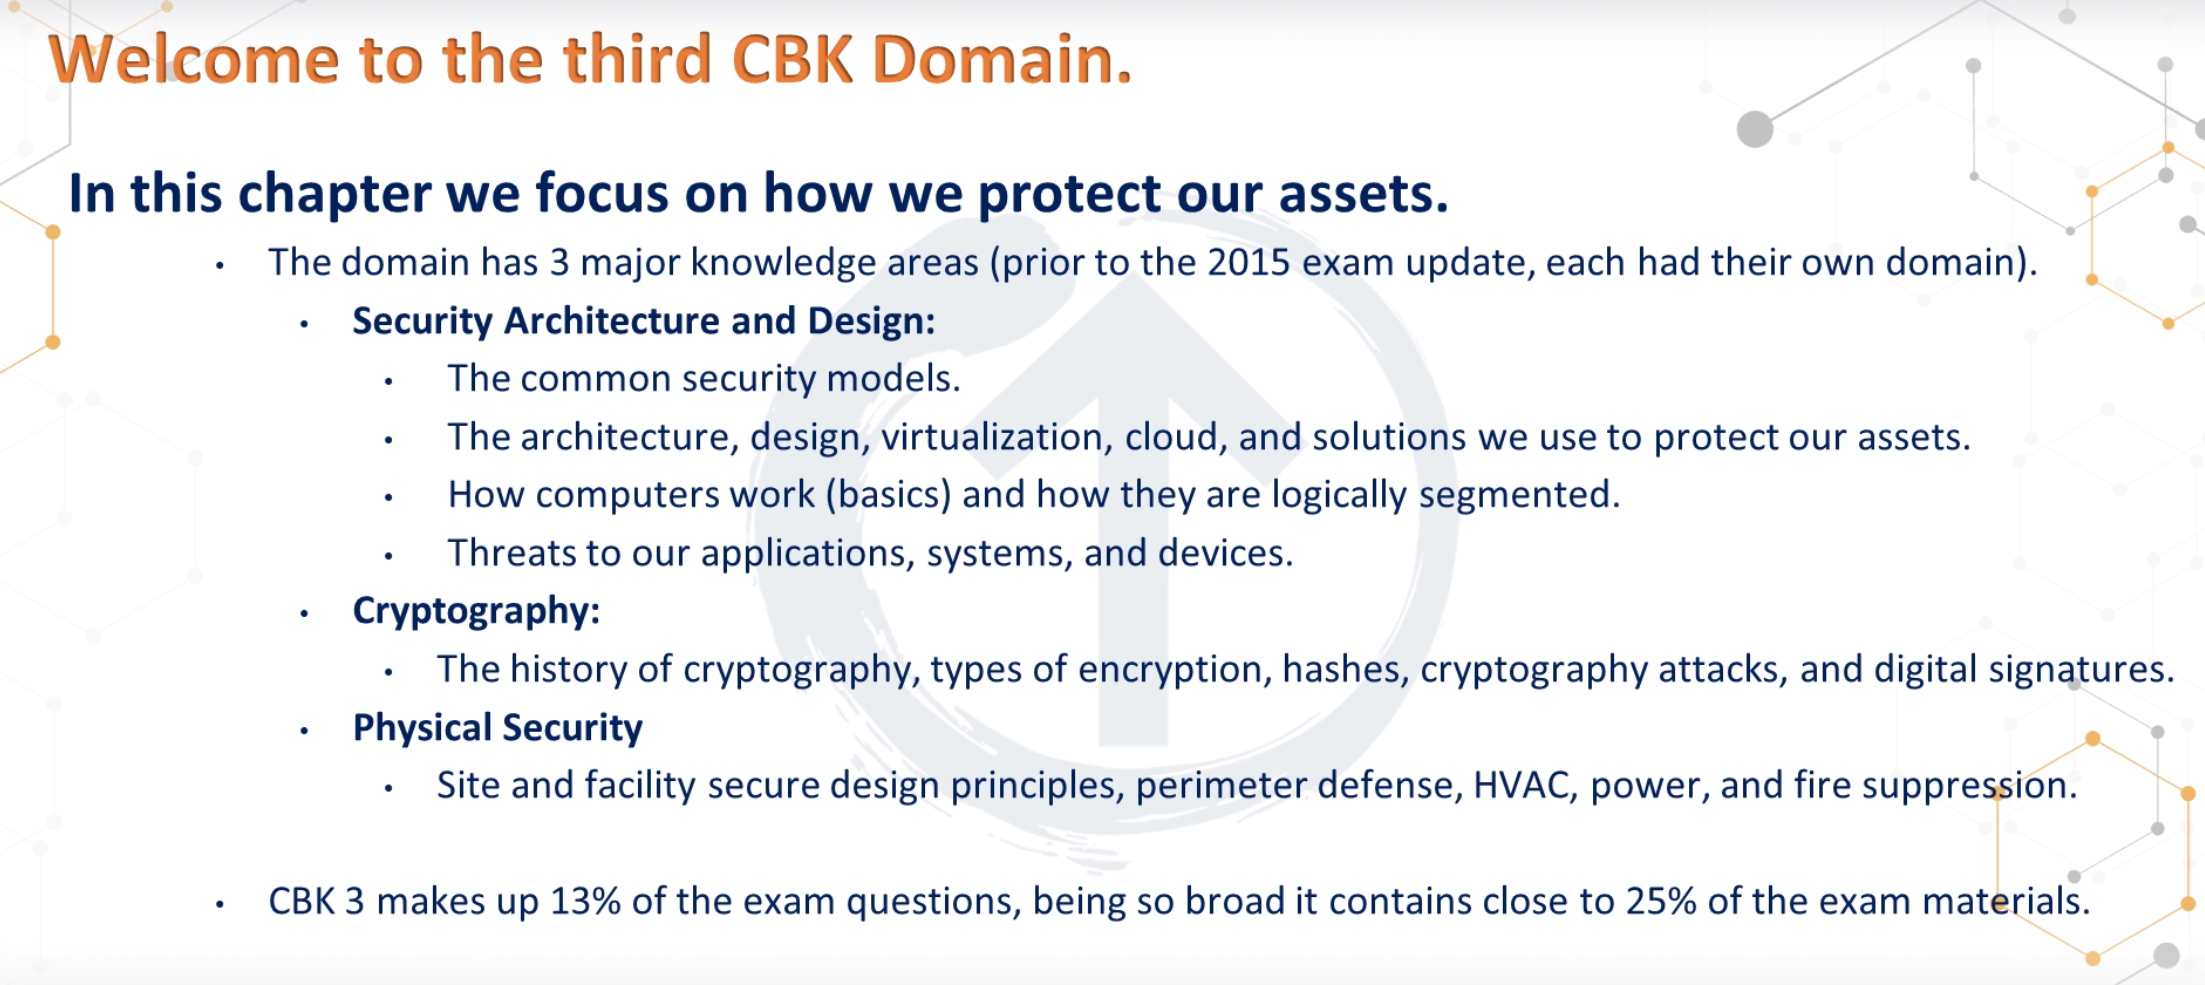 Welcome to the third CBK Domain.
In this chapter we focus on how we protect our assets.
• The domain has 3 major knowledge areas (prior to the 2015 exam update, each had their own domain).
• Security Architecture and Design:
• The common security models.
• The architecture, design, virtualization, cloud, and solutions we use to protect our assets.
• How computers work (basics) and how they are logically segmented.
• Threats to our applications, systems, and devices.
• Cryptography:
• The history of cryptography, types of encryption, hashes, cryptography attacks, and digital signatures.
• Physical Security
• Site and facility secure design principles, perimeter defense, HVAC, power, and fire suppression.
• CBK 3 makes up 13% of the exam questions, being so broad it contains close to 25% of the exam materials.